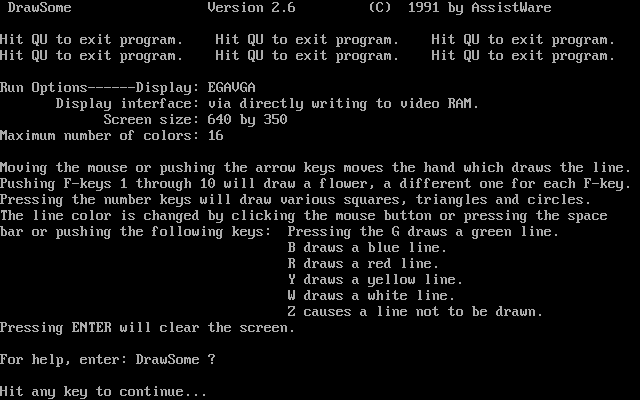 DrawSome                 Version 2.6         (C)  1991 by AssistWare
Hit QU to exit program.    Hit QU to exit program.    Hit QU to exit program.
Hit QU to exit program.    Hit QU to exit program.    Hit QU to exit program.
Run Options------Display: EGAVGA
Display interface: via directly writing to video RAM.
Screen size: 640 by 350
Maximum number of colors: 16
Moving the mouse or pushing the arrow keys moves the hand which draws the line.
Pushing F-keys 1 through 10 will draw a flower, a different one for each F-key.
Pressing the number keys will draw various squares, triangles and circles.
The line color is changed by clicking the mouse button or pressing the space
bar or pushing the following keys:  Pressing the G draws a green line.
B draws a blue line.
R draws a red line.
Y draws a yellow line.
W draws a white line.
Z causes a line not to be drawn.
Pressing ENTER will clear the screen.
For help, enter: DrawSome ?
Hit any key to continue...